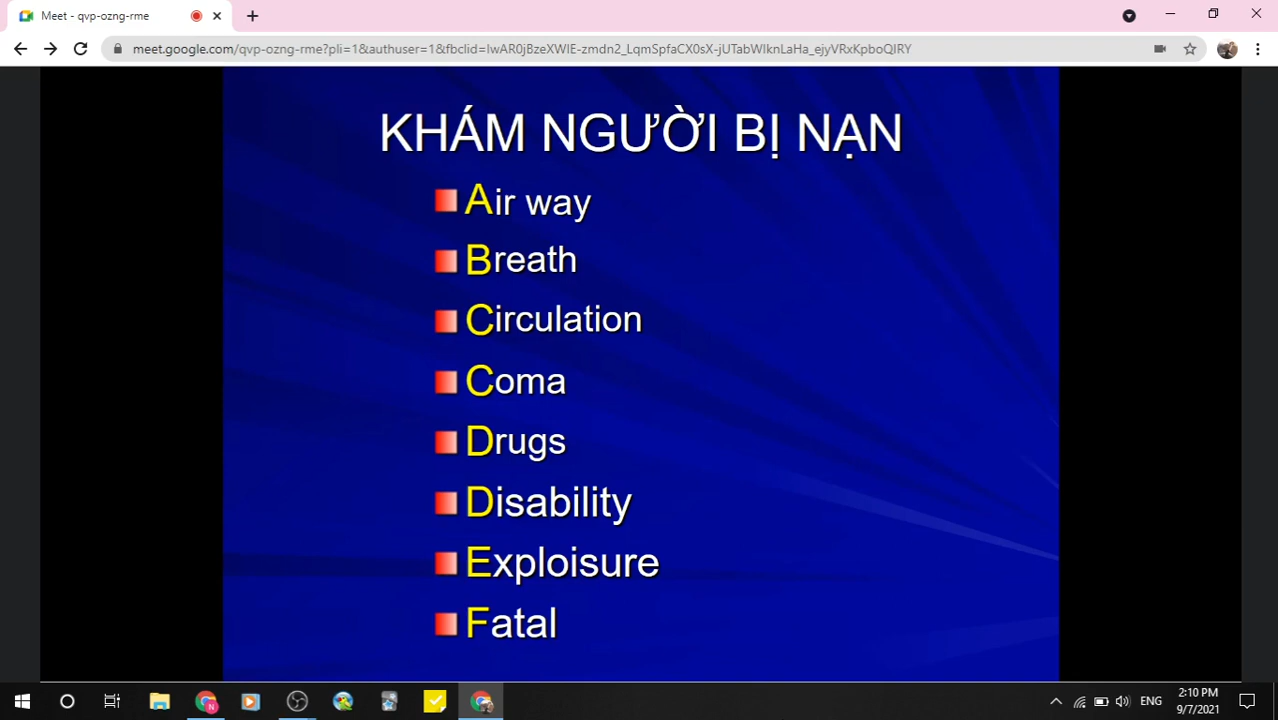 Meet - qvp-ozng-rme
meet.google.com/qvp-ozng-rme?pli=1&authuser=1&fbclid=IwAR0jBzeXWIE-zmdn2_LqmSpfaCX0sX-jUTabWIknLaHa_ejyVRxKpboQIRY
KHÁM NGƯỜI BỊ NẠN
Air way
Breath
Circulation
Coma
Drugs
Disability
Exploisure
Fatal
N
ENG
2:10 PM
9/7/2021